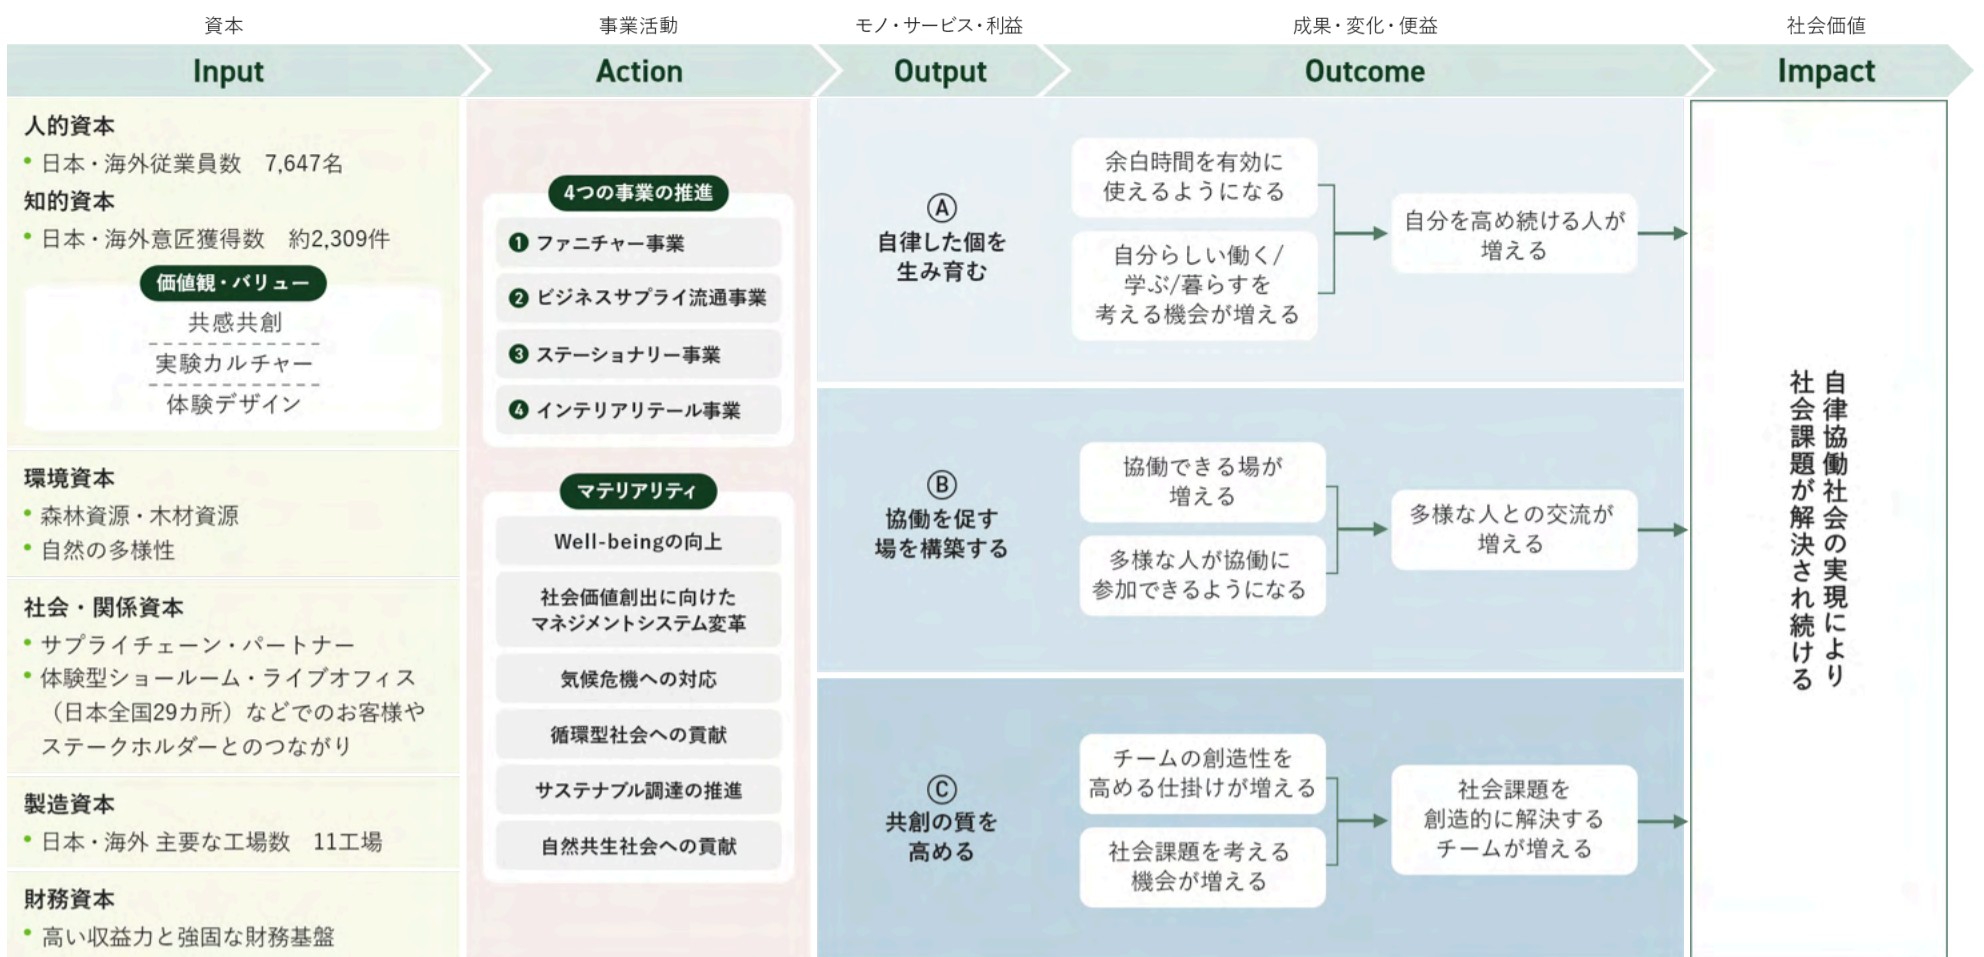 資本
事業活動
モノ・サービス・利益
成果・変化・便益
社会価値
Input
Action
Output
Outcome
Impact
人的資本
• 日本・海外従業員数　7,647名
知的資本
• 日本・海外意匠獲得数　約2,309件
価値観・バリュー
共感共創
実験カルチャー
体験デザイン
環境資本
• 森林資源・木材資源
• 自然の多様性
社会・関係資本
• サプライチェーン・パートナー
• 体験型ショールーム・ライブオフィス
（日本全国29カ所）などでのお客様や
ステークホルダーとのつながり
製造資本
• 日本・海外 主要な工場数　11工場
財務資本
• 高い収益力と強固な財務基盤
4つの事業の推進
❶ ファニチャー事業
❷ ビジネスサプライ流通事業
❸ ステーショナリー事業
❹ インテリアリテール事業
マテリアリティ
Well-beingの向上
社会価値創出に向けた
マネジメントシステム変革
気候危機への対応
循環型社会への貢献
サステナブル調達の推進
自然共生社会への貢献
Ⓐ
自律した個を
生み育む
余白時間を有効に
使えるようになる
自分らしい働く/
学ぶ/暮らすを
考える機会が増える
自分を高め続ける人が
増える
Ⓑ
協働を促す
場を構築する
協働できる場が
増える
多様な人が協働に
参加できるようになる
多様な人との交流が
増える
Ⓒ
共創の質を
高める
チームの創造性を
高める仕掛けが増える
社会課題を考える
機会が増える
社会課題を
創造的に解決する
チームが増える
自律協働社会の実現により
社会課題が解決され続ける